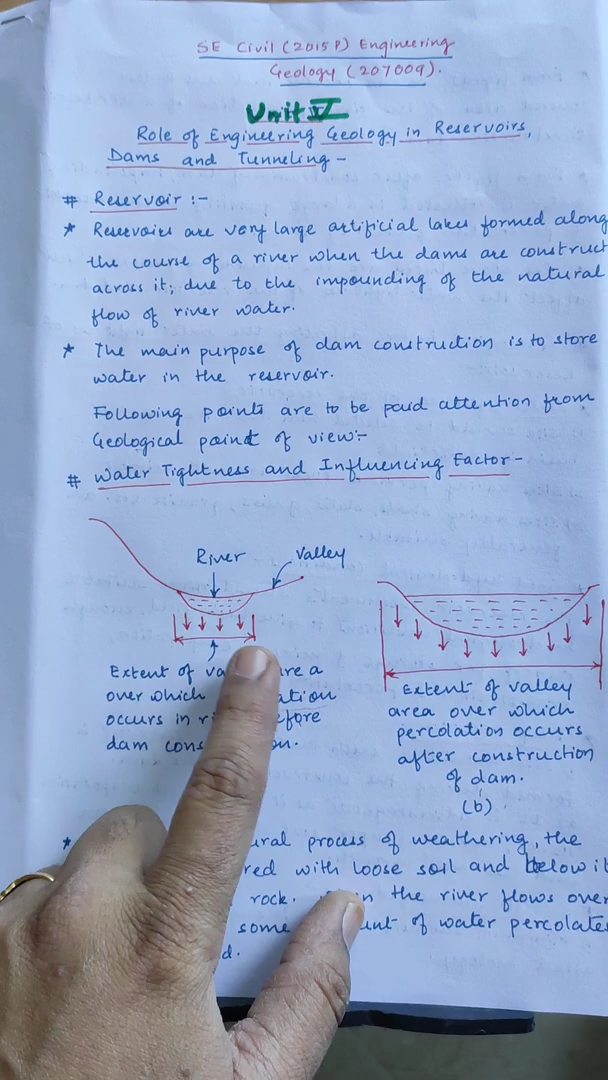 SE Civil (2015 P) Engineering
Geology (207009).
Unit V
Role of Engineering Geology in Reservoirs,
Dams and Tunneling -
# Reservoir :-
* Reservoirs are very large artificial lakes formed along
the course of a river when the dams are construct
across it; due to the impounding of the natural
flow of river water.
* The main purpose of dam construction is to store
water in the reservoir.
Following points are to be paid attention from
Geological point of view:-
# Water Tightness and Influencing Factor -
River
Valley
Extent of
over which
occurs in
dam
Extent of valley
area over which
percolation occurs
after construction
of dam.
(b)
* process of weathering, the
with loose soil and below it
rock. the river flows over
some of water percolates